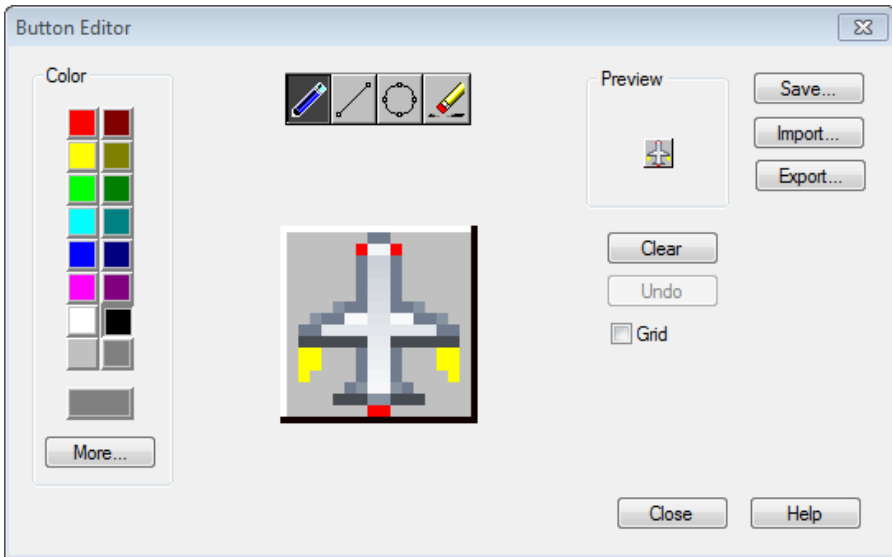 Button Editor
Color
Preview
Save...
Import...
Export...
Clear
Undo
Grid
More...
Close
Help